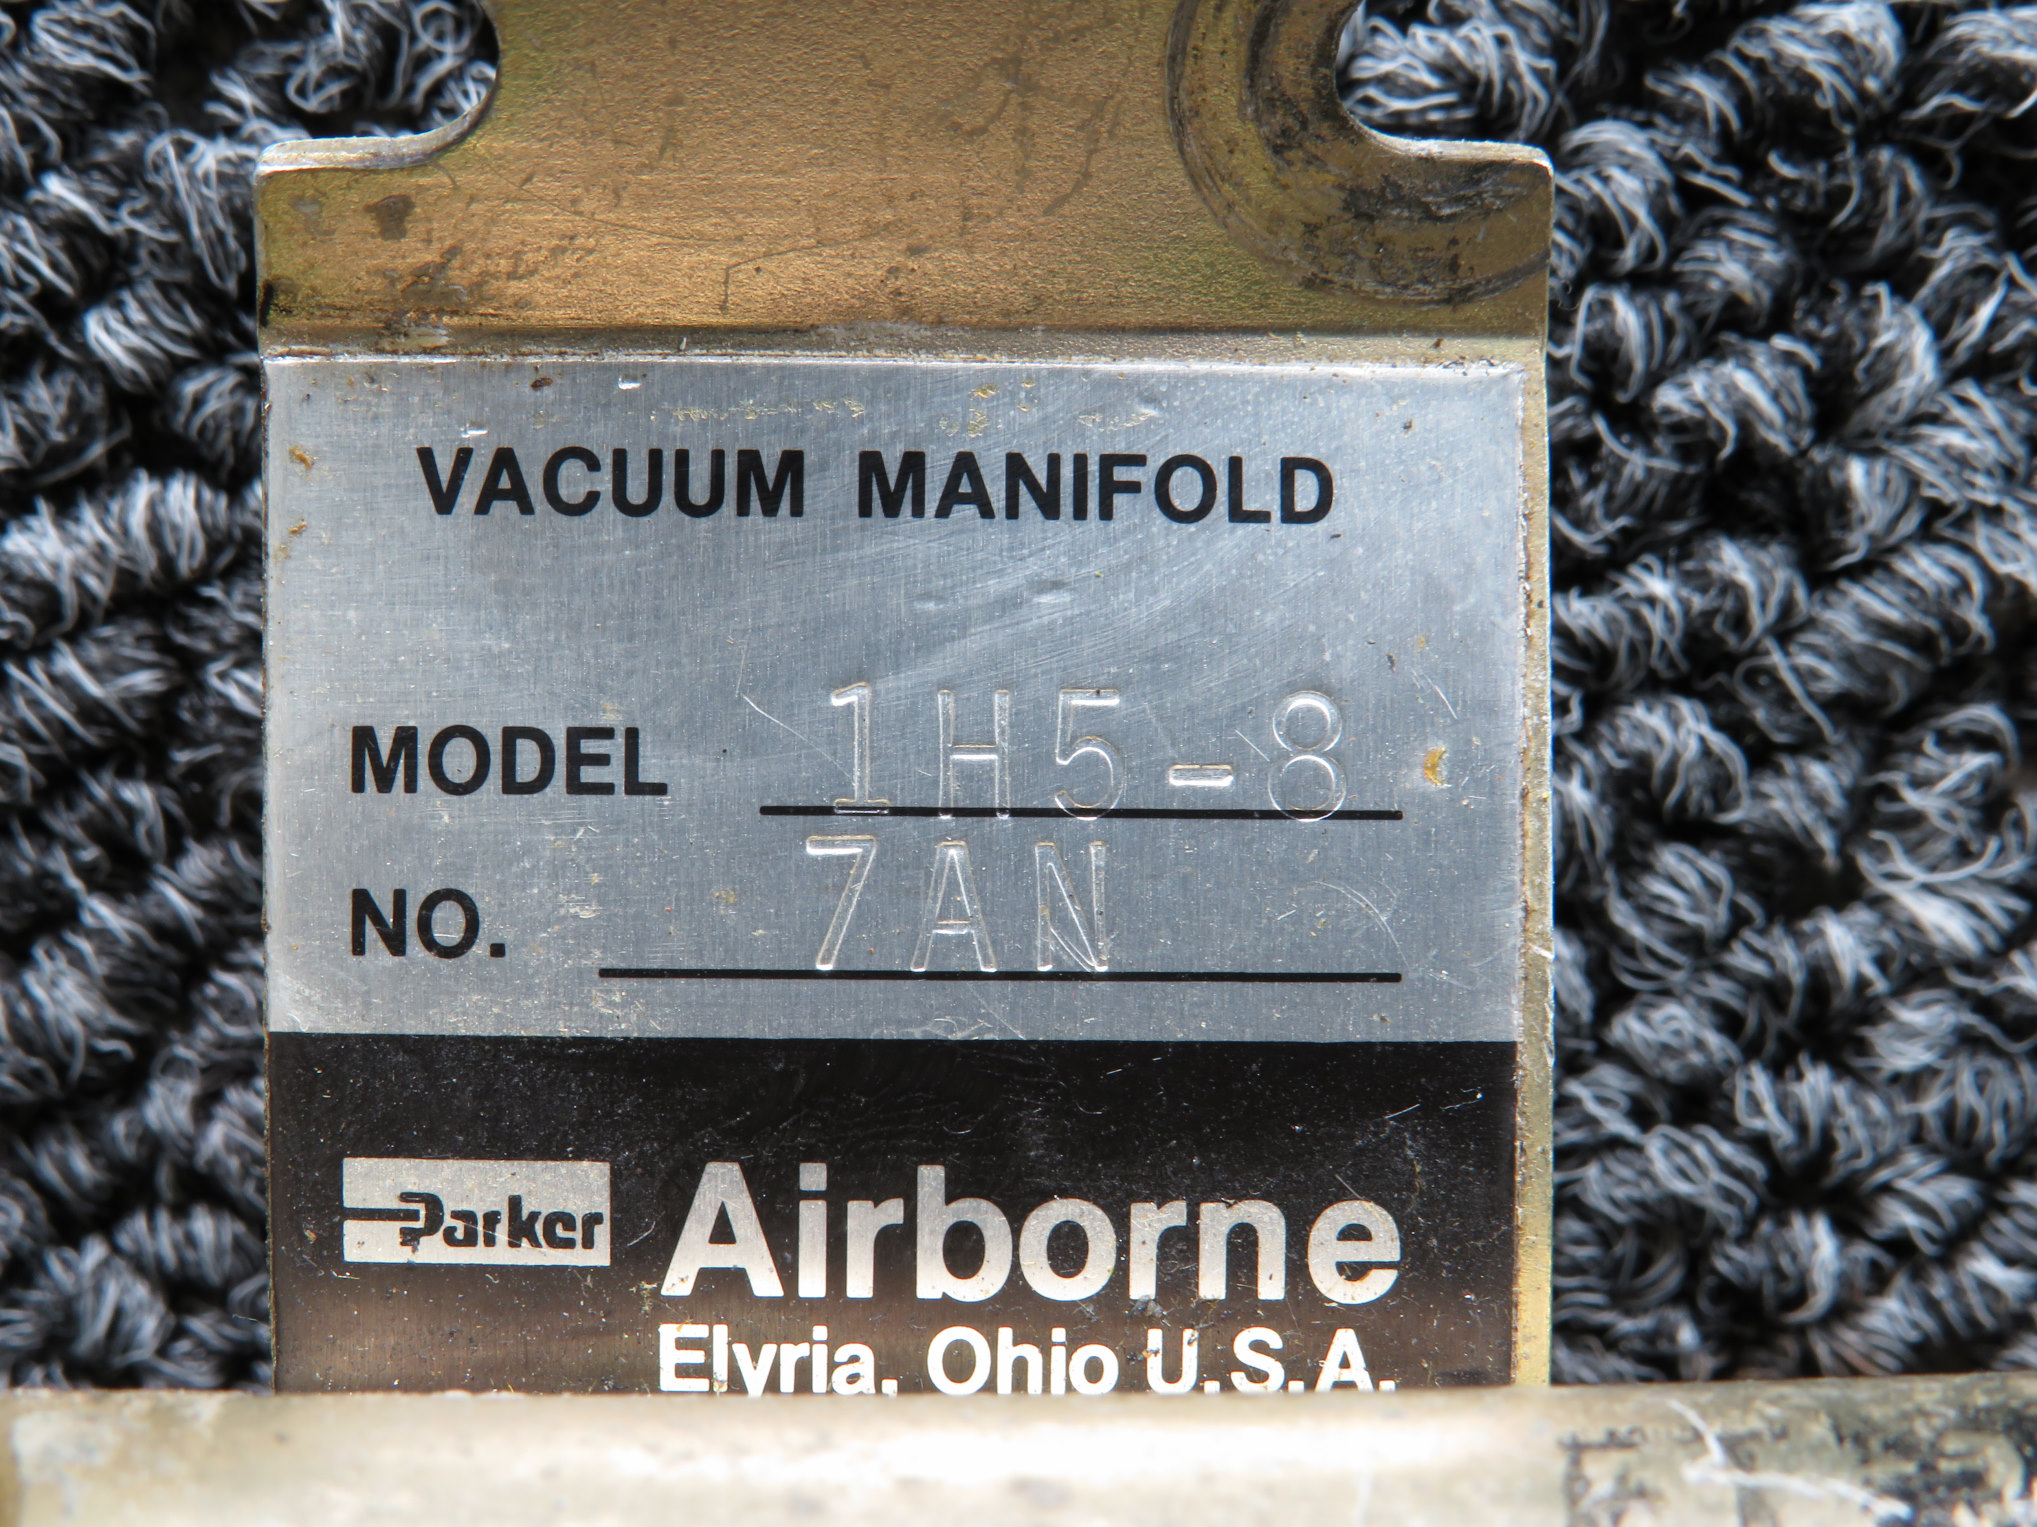 VACUUM MANIFOLD
MODEL 1H5-8
NO. 7AN
Parker Airborne
Elyria, Ohio U.S.A.